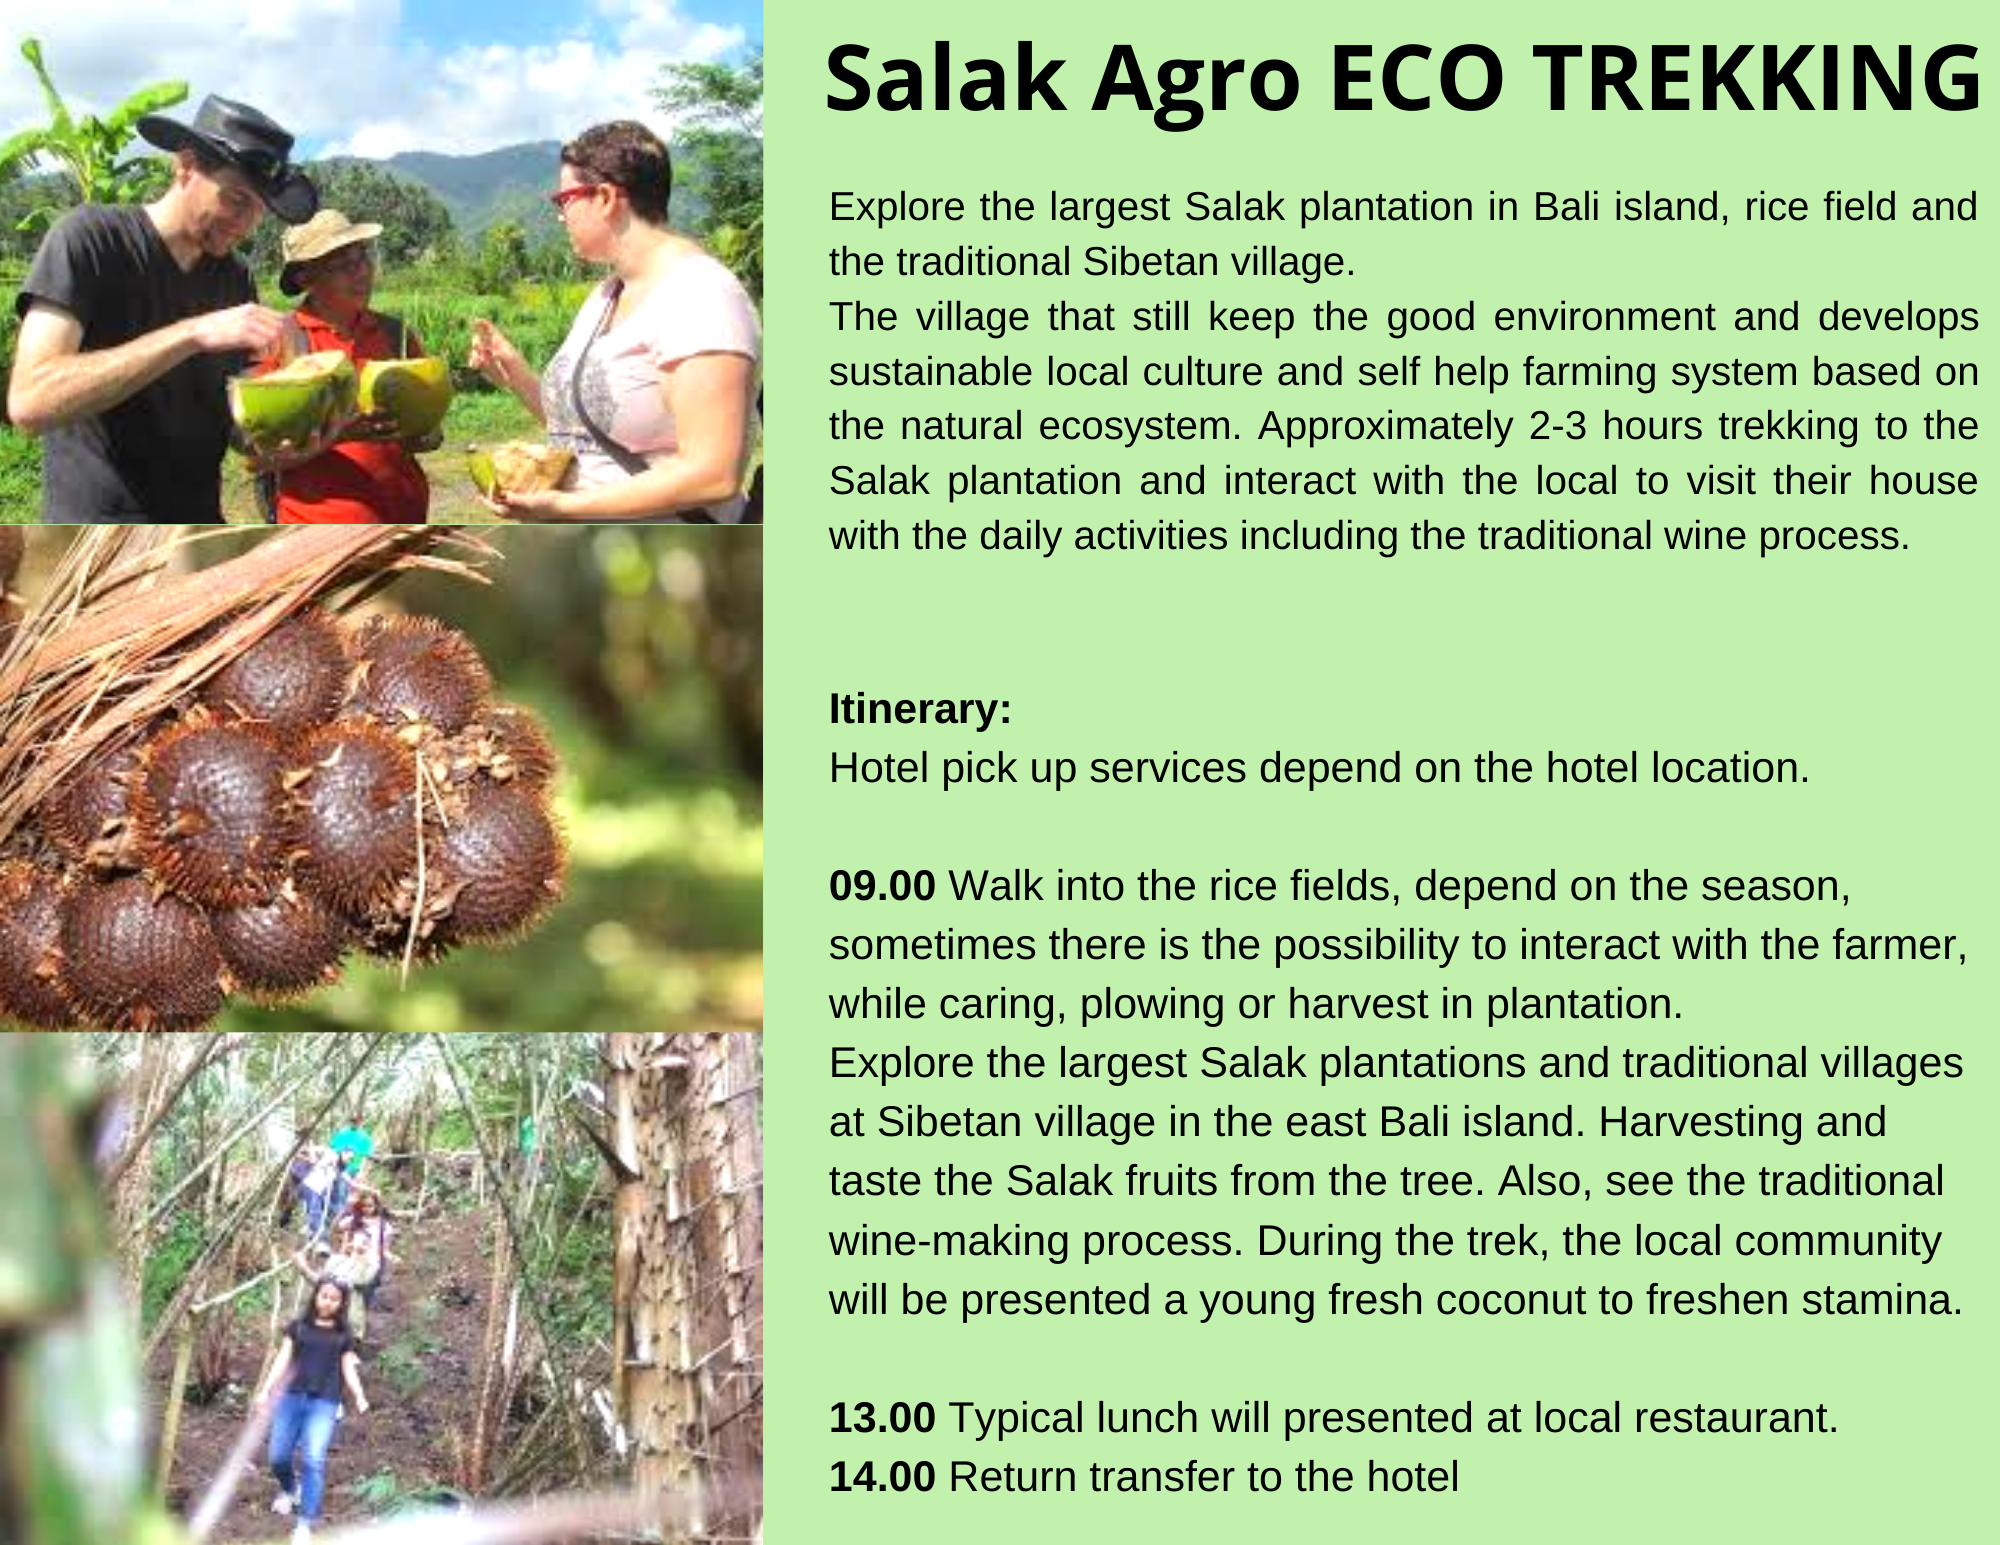 Salak Agro ECO TREKKING
Explore the largest Salak plantation in Bali island, rice field and
the traditional Sibetan village.
The village that still keep the good environment and develops
sustainable local culture and self help farming system based on
the natural ecosystem. Approximately 2-3 hours trekking to the
Salak plantation and interact with the local to visit their house
with the daily activities including the traditional wine process.
Itinerary:
Hotel pick up services depend on the hotel location.
09.00 Walk into the rice fields, depend on the season,
sometimes there is the possibility to interact with the farmer,
while caring, plowing or harvest in plantation.
Explore the largest Salak plantations and traditional villages
at Sibetan village in the east Bali island. Harvesting and
taste the Salak fruits from the tree. Also, see the traditional
wine-making process. During the trek, the local community
will be presented a young fresh coconut to freshen stamina.
13.00 Typical lunch will presented at local restaurant.
14.00 Return transfer to the hotel